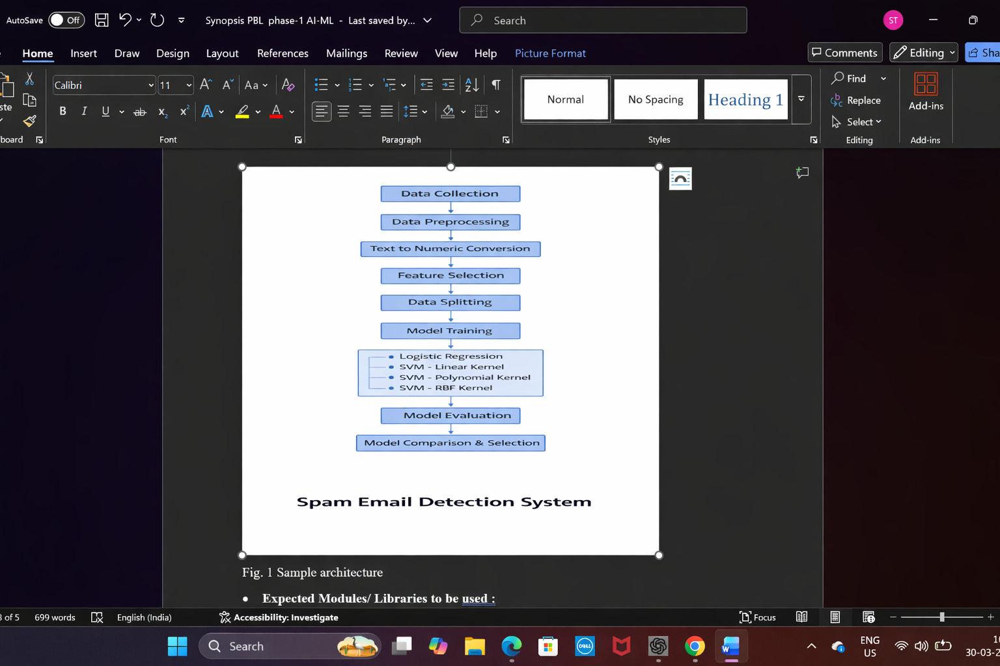 AutoSave Off Synopsis PBL phase-1 AI-ML - Last saved by... Search ST
Home Insert Draw Design Layout References Mailings Review View Help Picture Format Comments Editing Sha
Calibri 11 Aa Normal No Spacing Heading 1 Find
Replace
Select
Add-ins
ste
B I U ab x₂ x² A A
board Font Paragraph Styles Editing Add-ins
Data Collection
Data Preprocessing
Text to Numeric Conversion
Feature Selection
Data Splitting
Model Training
Logistic Regression
SVM - Linear Kernel
SVM - Polynomial Kernel
SVM - RBF Kernel
Model Evaluation
Model Comparison & Selection
Spam Email Detection System
Fig. 1 Sample architecture
• Expected Modules/ Libraries to be used :
of 5 699 words English (India) Accessibility: Investigate Focus
Search DELL W ENG
US
30-03-2